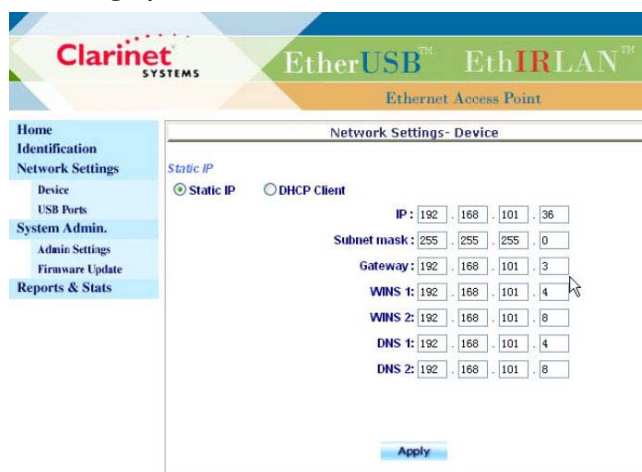 Clarinet
SYSTEMS
EtherUSB™ EthIRLAN™
Ethernet Access Point
Home
Identification
Network Settings
Device
USB Ports
System Admin.
Admin Settings
Firmware Update
Reports & Stats
Network Settings- Device
Static IP
Static IP DHCP Client
IP : 192 . 168 . 101 . 36
Subnet mask : 255 . 255 . 255 . 0
Gateway : 192 . 168 . 101 . 3
WINS 1: 192 . 168 . 101 . 4
WINS 2: 192 . 168 . 101 . 8
DNS 1: 192 . 168 . 101 . 4
DNS 2: 192 . 168 . 101 . 8
Apply